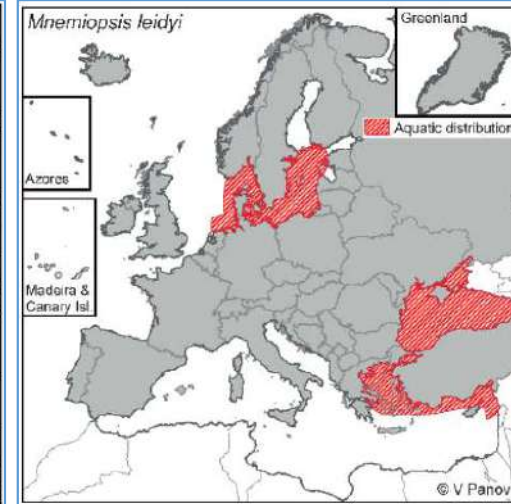 Mnemiopsis leidyi
Greenland
Aquatic distribution
Azores
Madeira &
Canary Isl
© V Panov